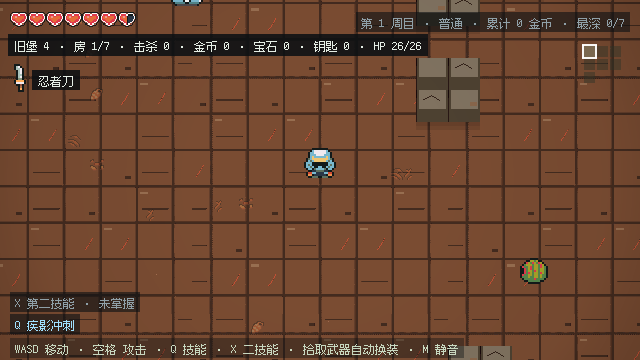 第 1 周目 · 普通 · 累计 0 金币 · 最深 0/7
旧堡 4 · 房 1/7 · 击杀 0 · 金币 0 · 宝石 0 · 钥匙 0 · HP 26/26
忍者刀
X 第二技能 · 未掌握
Q 疾影冲刺
WASD 移动 · 空格 攻击 · Q 技能 · X 二技能 · 拾取武器自动换装 · M 静音